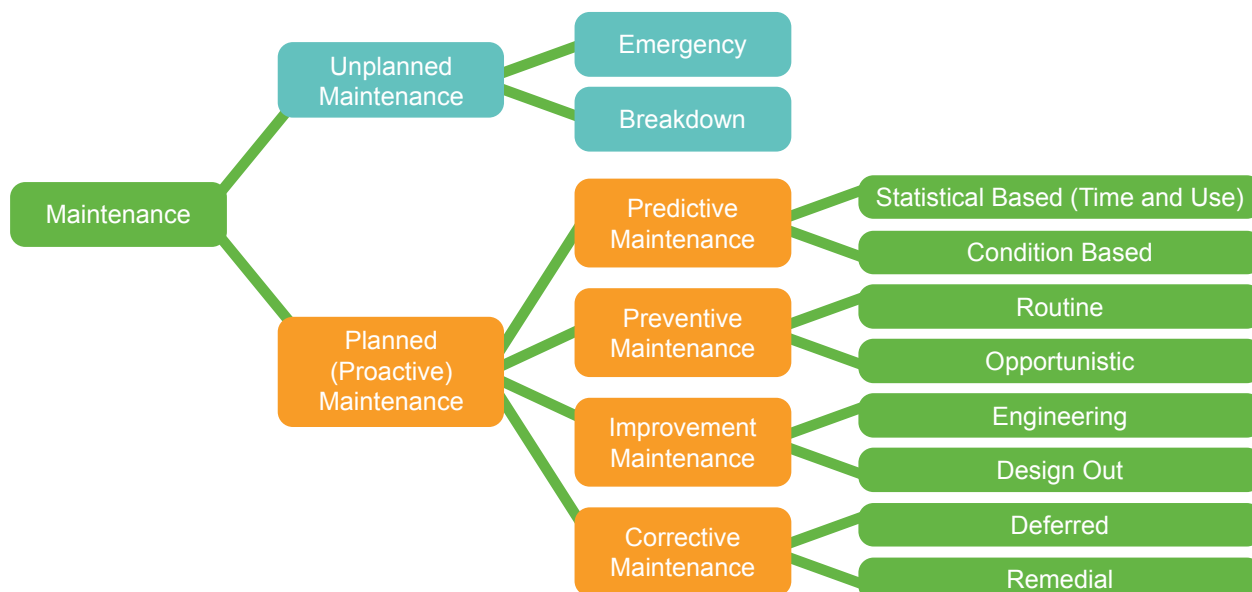 Maintenance
Unplanned
Maintenance
Emergency
Breakdown
Planned
(Proactive)
Maintenance
Predictive
Maintenance
Statistical Based (Time and Use)
Condition Based
Preventive
Maintenance
Routine
Opportunistic
Improvement
Maintenance
Engineering
Design Out
Corrective
Maintenance
Deferred
Remedial